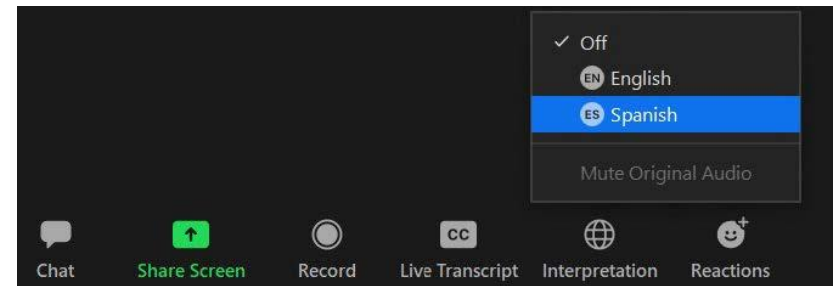 Off
EN English
ES Spanish
Mute Original Audio
CC
Chat
Share Screen
Record
Live Transcript
Interpretation
Reactions